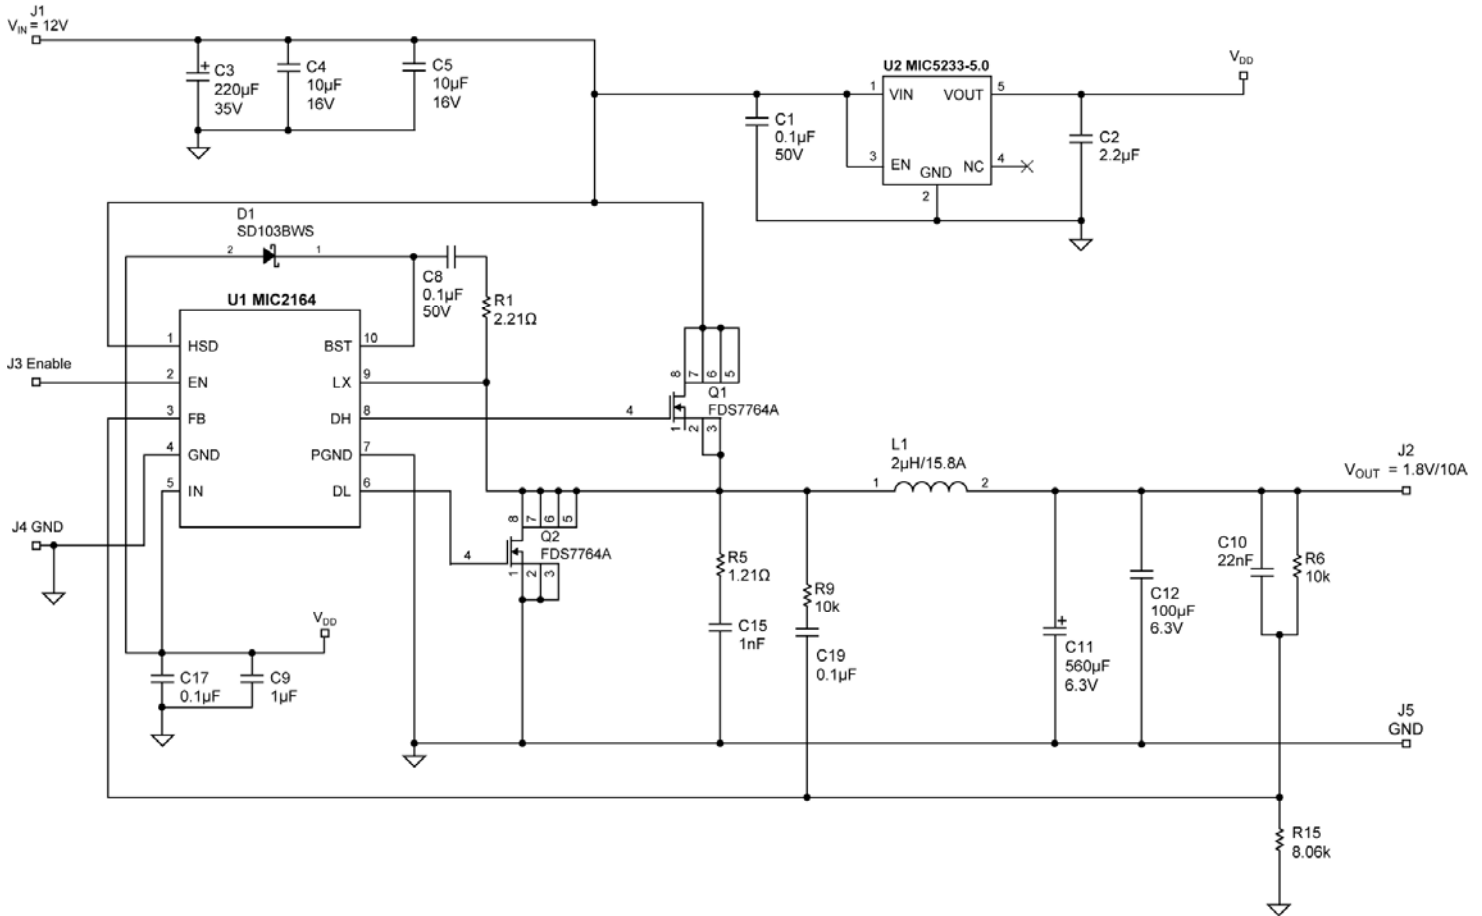 J1
VIN = 12V
C3
220µF
35V
+
C4
10µF
16V
C5
10µF
16V
U2 MIC5233-5.0
1
VIN
VOUT
5
3
EN
GND
NC
4
2
C1
0.1µF
50V
VDD
C2
2.2µF
D1
SD103BWS
2
1
C8
0.1µF
50V
R1
2.21Ω
U1 MIC2164
1
HSD
BST
10
2
EN
LX
9
3
FB
DH
8
4
GND
PGND
7
5
IN
DL
6
J3 Enable
J4 GND
8
7
6
5
Q1
FDS7764A
4
1
2
3
8
7
6
5
Q2
FDS7764A
4
1
2
3
L1
2µH/15.8A
1
2
J2
VOUT = 1.8V/10A
R5
1.21Ω
C15
1nF
R9
10k
C19
0.1µF
C10
22nF
R6
10k
C12
100µF
6.3V
+
C11
560µF
6.3V
VDD
C17
0.1µF
C9
1µF
J5
GND
R15
8.06k